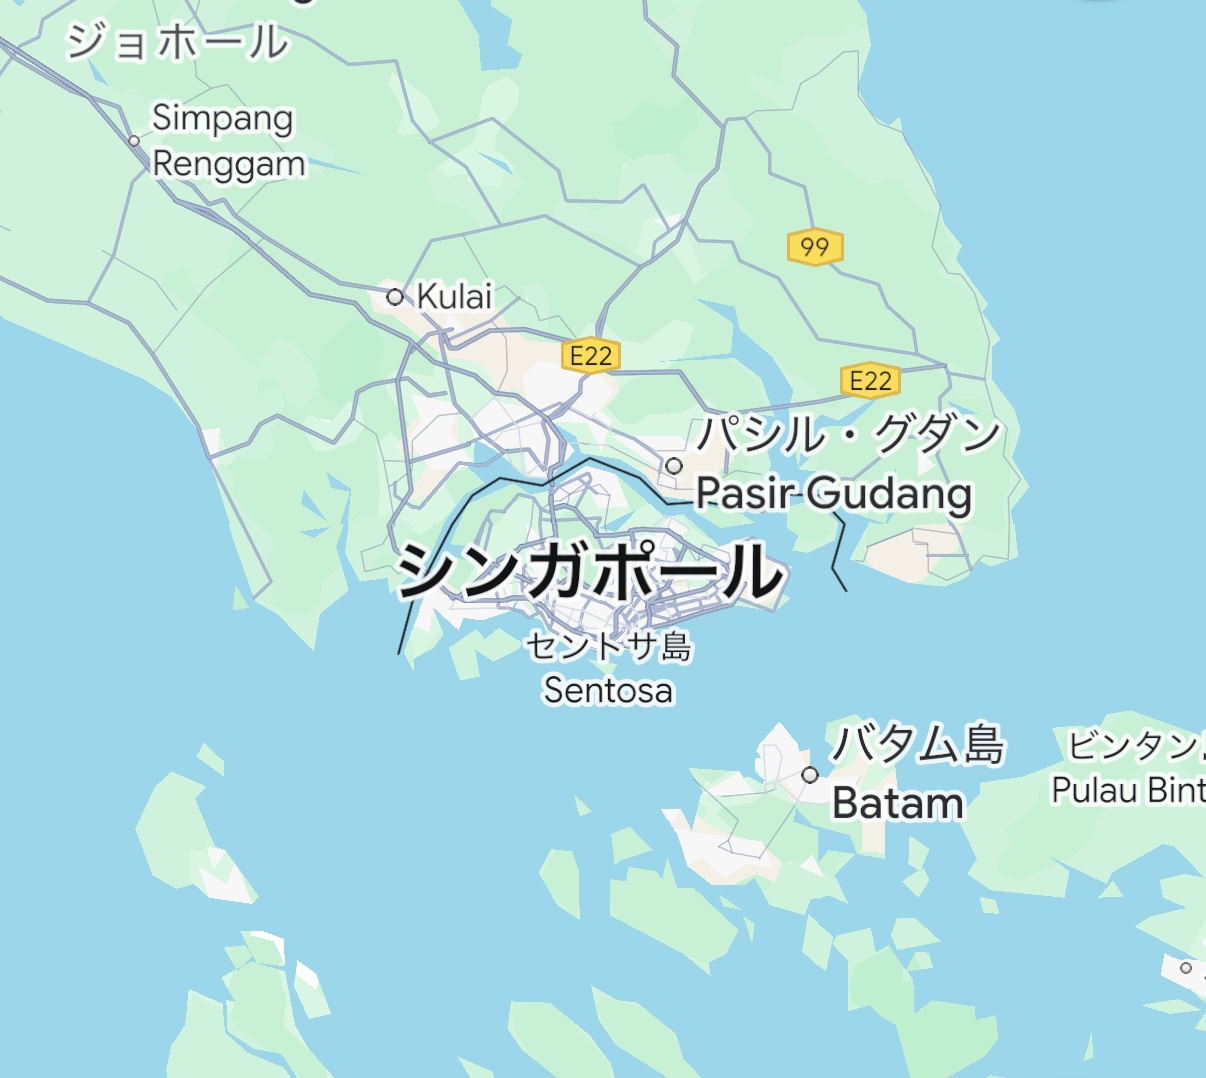 ジョホール
Simpang
Renggam
99
Kulai
E22
E22
パシル・グダン
Pasir Gudang
シンガポール
セントサ島
Sentosa
バタム島
Batam
ビンタン
Pulau Bint